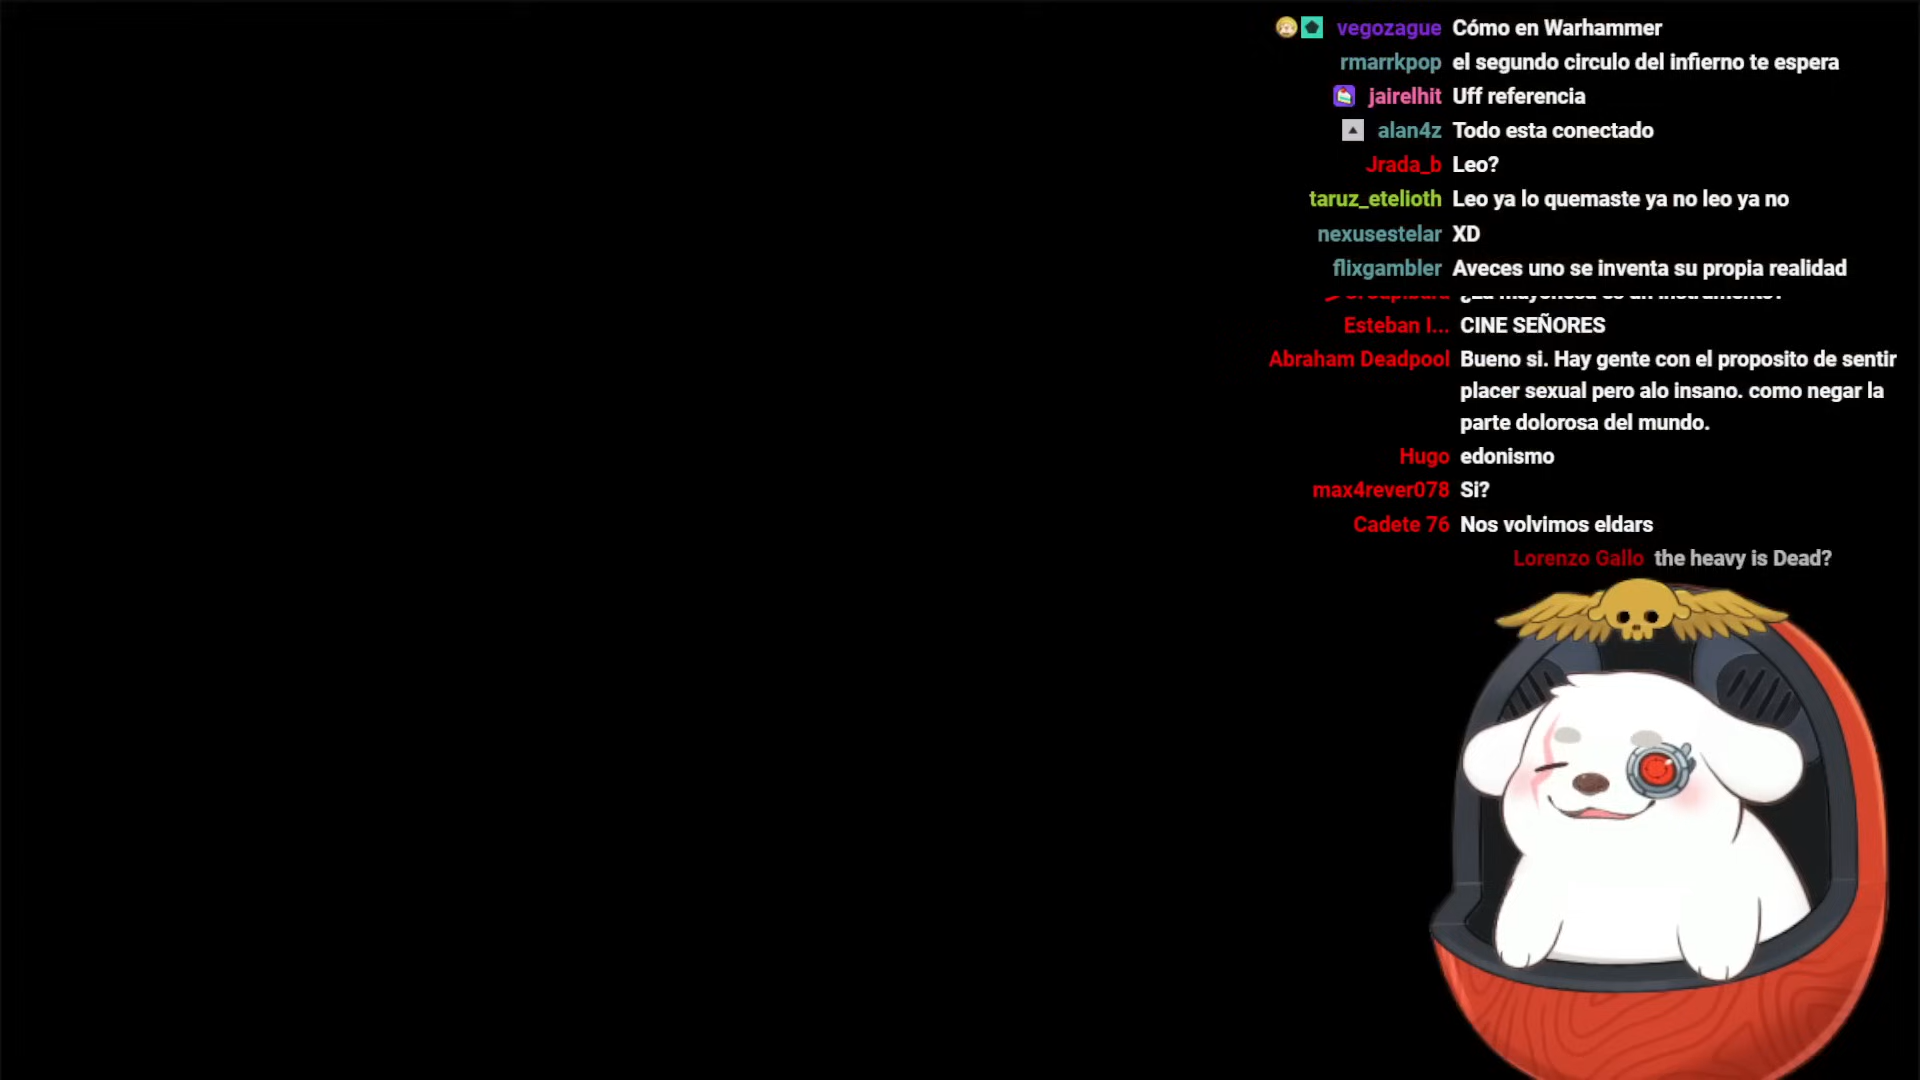 vegozague Cómo en Warhammer
rmarrkpop el segundo circulo del infierno te espera
jairelhit Uff referencia
alan4z Todo esta conectado
Jrada_b Leo?
taruz_etelioth Leo ya lo quemaste ya no leo ya no
nexusestelar XD
flixgambler Aveces uno se inventa su propia realidad
Esteban I... CINE SEÑORES
Abraham Deadpool Bueno si. Hay gente con el proposito de sentir
placer sexual pero alo insano. como negar la
parte dolorosa del mundo.
Hugo edonismo
max4rever078 Si?
Cadete 76 Nos volvimos eldars
Lorenzo Gallo the heavy is Dead?